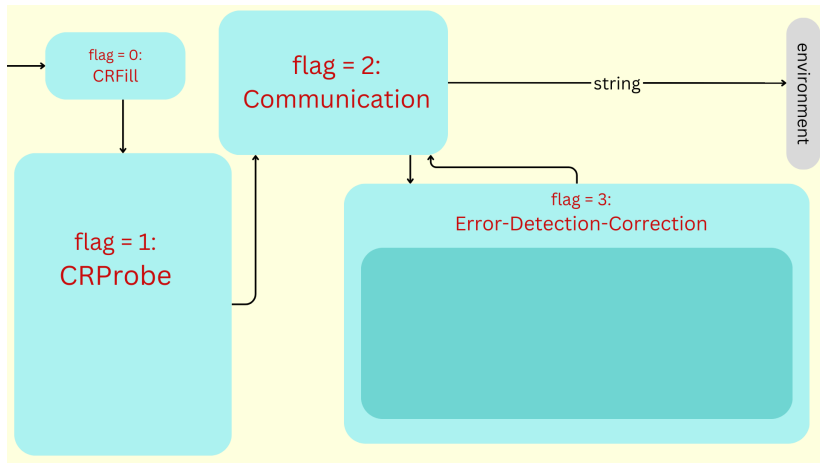 flag = 0:
CRFill
flag = 2:
Communication
string
environment
flag = 1:
CRProbe
flag = 3:
Error-Detection-Correction